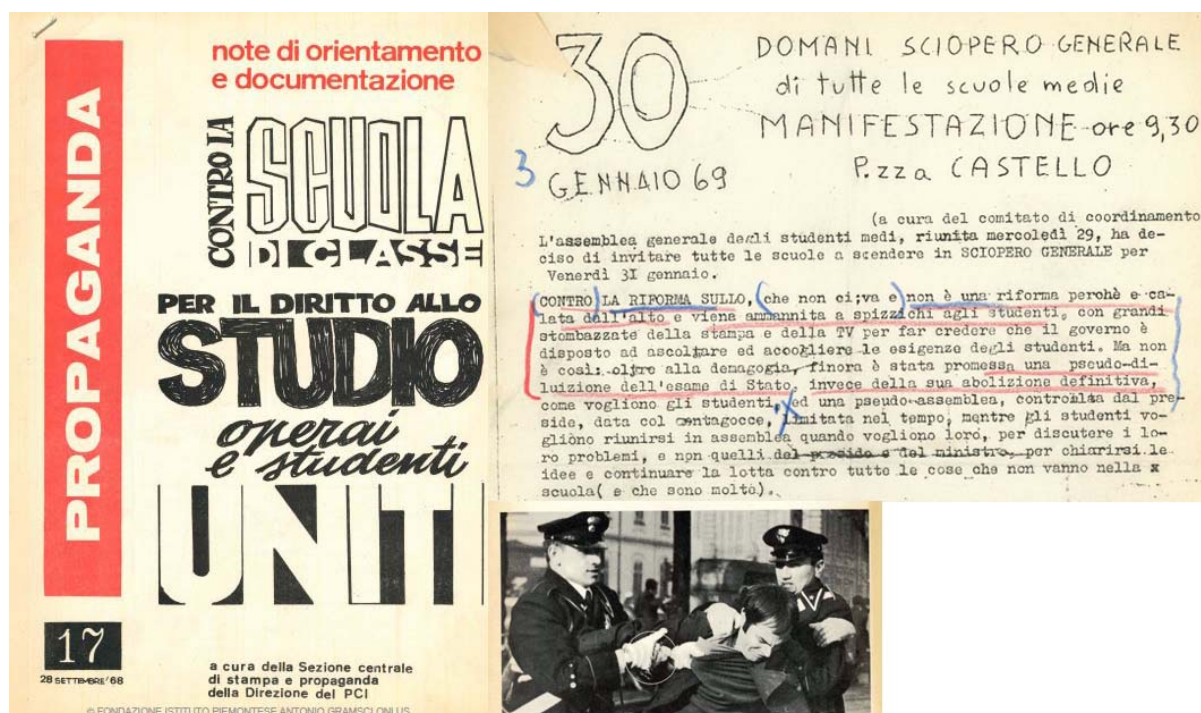 PROPAGANDA
note di orientamento
e documentazione
CONTRO LA
SCUOLA
DI CLASSE
PER IL DIRITTO ALLO
STUDIO
operai
e studenti
UNITI
17
28 SETTEMBRE '68
a cura della Sezione centrale
di stampa e propaganda
della Direzione del PCI
© FONDAZIONE ISTITUTO PIEMONTESE ANTONIO GRAMSCI ONLUS
30
3
GENNAIO 69
DOMANI SCIOPERO GENERALE
di tutte le scuole medie
MANIFESTAZIONE ore 9,30
P.zza CASTELLO
(a cura del comitato di coordinamento
L'assemblea generale degli studenti medi, riunita mercoledì 29, ha de-
ciso di invitare tutte le scuole a scendere in SCIOPERO GENERALE per
Venerdì 3I gennaio.
(CONTRO) LA RIFORMA SULLO, (che non ci;va e) non è una riforma perchè e ca-
lata dall'alto e viena ammannita a spizzichi agli studenti, con grandi
stombazzate della stampa e della TV per far credere che il governo è
disposto ad ascoltare ed accogliere le esigenze degli studenti. Ma non
è così: oltre alla demagogia, finora è stata promessa una pseudo-di-
luizione dell'esame di Stato, invece della sua abolizione definitiva,
come vogliono gli studenti, ed una pseudo-assemblea, controllata dal pre-
side, data col contagocce, limitata nel tempo, mentre gli studenti vo-
gliono riunirsi in assemblea quando vogliono loro, per discutere i lo-
ro problemi, e npn quelli del preside e del ministro, per chiarirsi le
idee e continuare la lotta contro tutte le cose che non vanno nella x
scuola( e che sono molte).